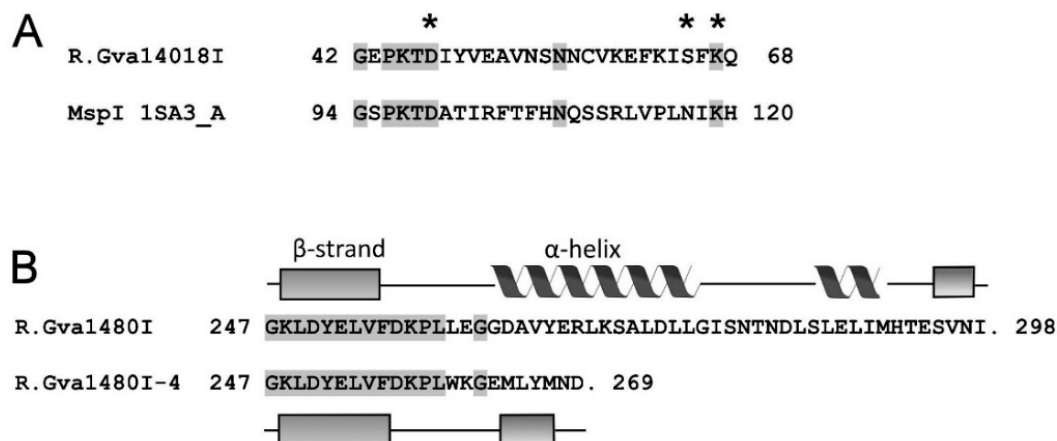 A
* * *
R.Gva14018I 42 GEPKTDIYVEAVNSNNCVKEFKISFKQ 68
MspI 1SA3_A 94 GSPKTDATIRFTFHNQSSRLVPLNIKH 120
B
β-strand α-helix
R.Gva1480I 247 GKLDYELVFDKPLLEGGDAVYERLKSALDLLGISNTNDLSLELIMHTESVNI. 298
R.Gva1480I-4 247 GKLDYELVFDKPLWKGEMLYMND. 269